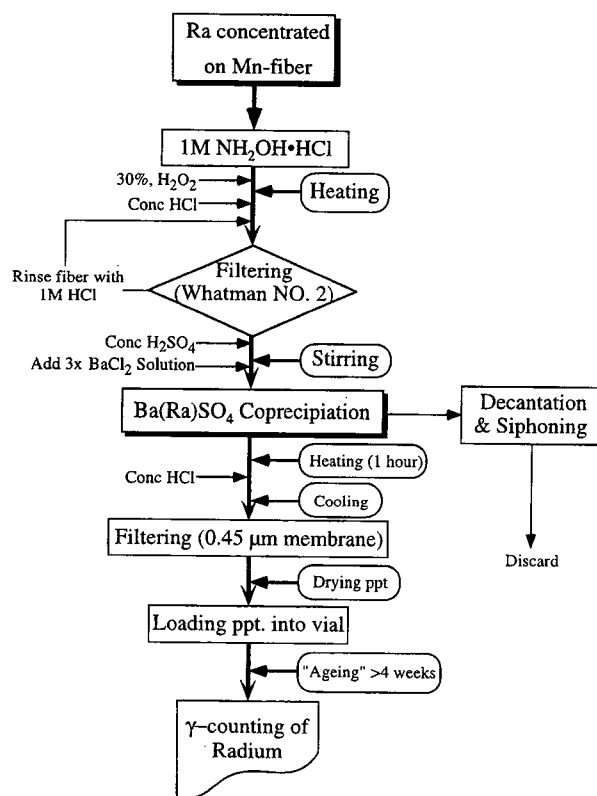 Ra concentrated
on Mn-fiber
1M NH₂OH•HCl
30%, H₂O₂
Heating
Conc HCl
Rinse fiber with
1M HCl
Filtering
(Whatman NO. 2)
Conc H₂SO₄
Stirring
Add 3x BaCl₂ Solution
Ba(Ra)SO₄ Coprecipiation
Decantation
& Siphoning
Heating (1 hour)
Conc HCl
Cooling
Filtering (0.45 µm membrane)
Discard
Drying ppt
Loading ppt. into vial
"Ageing" >4 weeks
γ–counting of
Radium